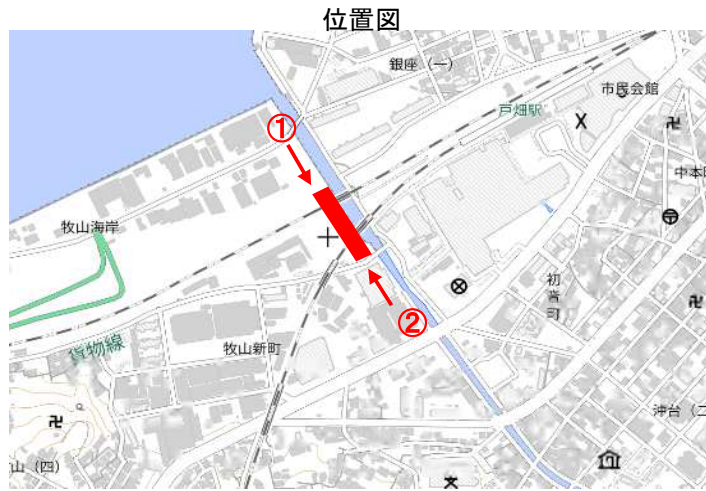 位置図
銀座（一）
市民会館
戸畑駅
①
中本町
牧山海岸
初音町
②
貨物線
牧山新町
沖台（二
山（四）